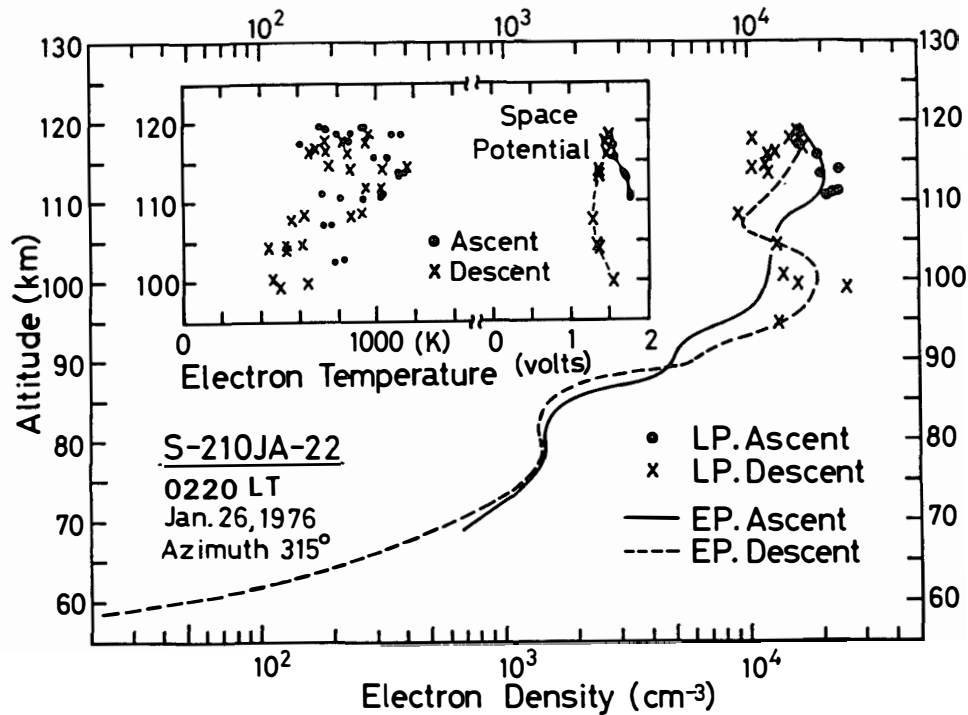 10² 10³ 10⁴
130 130
120 120
110 110
100 100
90 90
80 80
70 70
60 60
Altitude (km)
120
110
100
Space
Potential
Ascent
x Descent
0 1000 (K) 0 1 2
Electron Temperature (volts)
S-210JA-22
0220 LT
Jan. 26, 1976
Azimuth 315°
LP. Ascent
x LP. Descent
EP. Ascent
EP. Descent
10² 10³ 10⁴
Electron Density (cm⁻³)